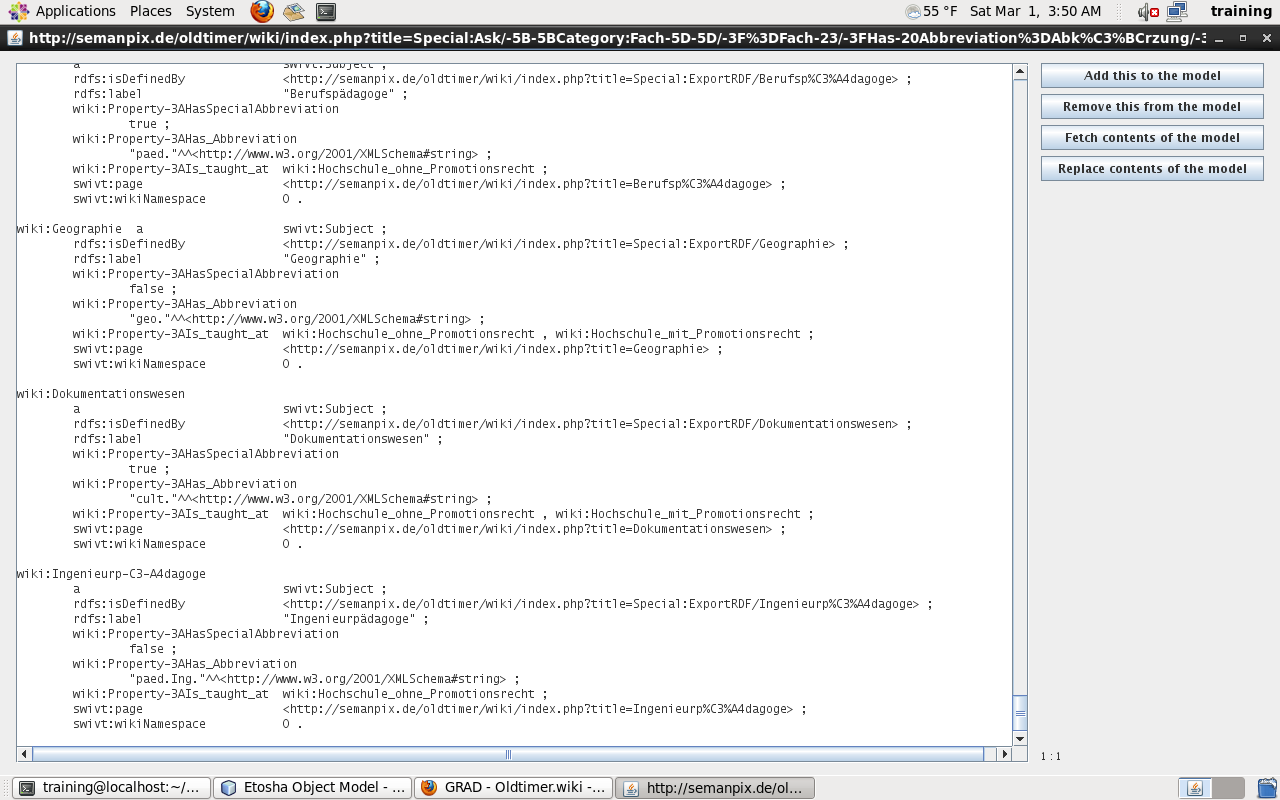 Applications Places System 55 °F Sat Mar 1, 3:50 AM training
http://semanpix.de/oldtimer/wiki/index.php?title=Special:Ask/-5B-5BCategory:Fach-5D-5D/-3F%3DFach-23/-3FHas-20Abbreviation%3DAbk%C3%BCrzung/-3
a swivt:Subject ;
rdfs:isDefinedBy <http://semanpix.de/oldtimer/wiki/index.php?title=Special:ExportRDF/Berufsp%C3%A4dagoge> ;
rdfs:label "Berufspädagoge" ;
wiki:Property-3AHasSpecialAbbreviation
true ;
wiki:Property-3AHas_Abbreviation
"paed."^^<http://www.w3.org/2001/XMLSchema#string> ;
wiki:Property-3AIs_taught_at wiki:Hochschule_ohne_Promotionsrecht ;
swivt:page <http://semanpix.de/oldtimer/wiki/index.php?title=Berufsp%C3%A4dagoge> ;
swivt:wikiNamespace 0 .
wiki:Geographie a swivt:Subject ;
rdfs:isDefinedBy <http://semanpix.de/oldtimer/wiki/index.php?title=Special:ExportRDF/Geographie> ;
rdfs:label "Geographie" ;
wiki:Property-3AHasSpecialAbbreviation
false ;
wiki:Property-3AHas_Abbreviation
"geo."^^<http://www.w3.org/2001/XMLSchema#string> ;
wiki:Property-3AIs_taught_at wiki:Hochschule_ohne_Promotionsrecht , wiki:Hochschule_mit_Promotionsrecht ;
swivt:page <http://semanpix.de/oldtimer/wiki/index.php?title=Geographie> ;
swivt:wikiNamespace 0 .
wiki:Dokumentationswesen
a swivt:Subject ;
rdfs:isDefinedBy <http://semanpix.de/oldtimer/wiki/index.php?title=Special:ExportRDF/Dokumentationswesen> ;
rdfs:label "Dokumentationswesen" ;
wiki:Property-3AHasSpecialAbbreviation
true ;
wiki:Property-3AHas_Abbreviation
"cult."^^<http://www.w3.org/2001/XMLSchema#string> ;
wiki:Property-3AIs_taught_at wiki:Hochschule_ohne_Promotionsrecht , wiki:Hochschule_mit_Promotionsrecht ;
swivt:page <http://semanpix.de/oldtimer/wiki/index.php?title=Dokumentationswesen> ;
swivt:wikiNamespace 0 .
wiki:Ingenieurp-C3-A4dagoge
a swivt:Subject ;
rdfs:isDefinedBy <http://semanpix.de/oldtimer/wiki/index.php?title=Special:ExportRDF/Ingenieurp%C3%A4dagoge> ;
rdfs:label "Ingenieurpädagoge" ;
wiki:Property-3AHasSpecialAbbreviation
false ;
wiki:Property-3AHas_Abbreviation
"paed.Ing."^^<http://www.w3.org/2001/XMLSchema#string> ;
wiki:Property-3AIs_taught_at wiki:Hochschule_ohne_Promotionsrecht ;
swivt:page <http://semanpix.de/oldtimer/wiki/index.php?title=Ingenieurp%C3%A4dagoge> ;
swivt:wikiNamespace 0 .
Add this to the model
Remove this from the model
Fetch contents of the model
Replace contents of the model
1 : 1
training@localhost:~/... Etosha Object Model - ... GRAD - Oldtimer.wiki -... http://semanpix.de/ol...